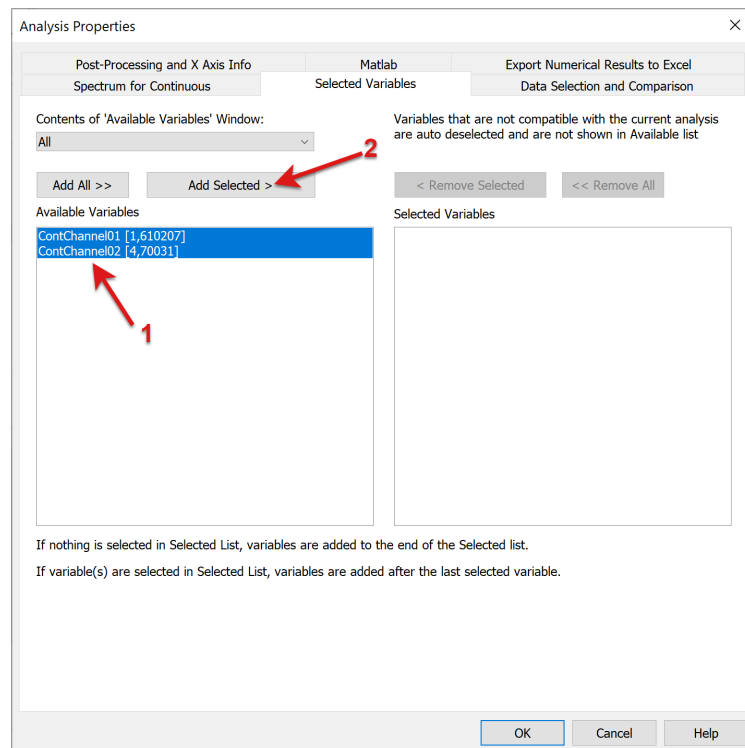 Analysis Properties
Post-Processing and X Axis Info
Matlab
Export Numerical Results to Excel
Spectrum for Continuous
Selected Variables
Data Selection and Comparison
Contents of 'Available Variables' Window:
All
Variables that are not compatible with the current analysis
are auto deselected and are not shown in Available list
2
Add All >>
Add Selected >
< Remove Selected
<< Remove All
Available Variables
Selected Variables
ContChannel01 [1,610207]
ContChannel02 [4,70031]
1
If nothing is selected in Selected List, variables are added to the end of the Selected list.
If variable(s) are selected in Selected List, variables are added after the last selected variable.
OK
Cancel
Help